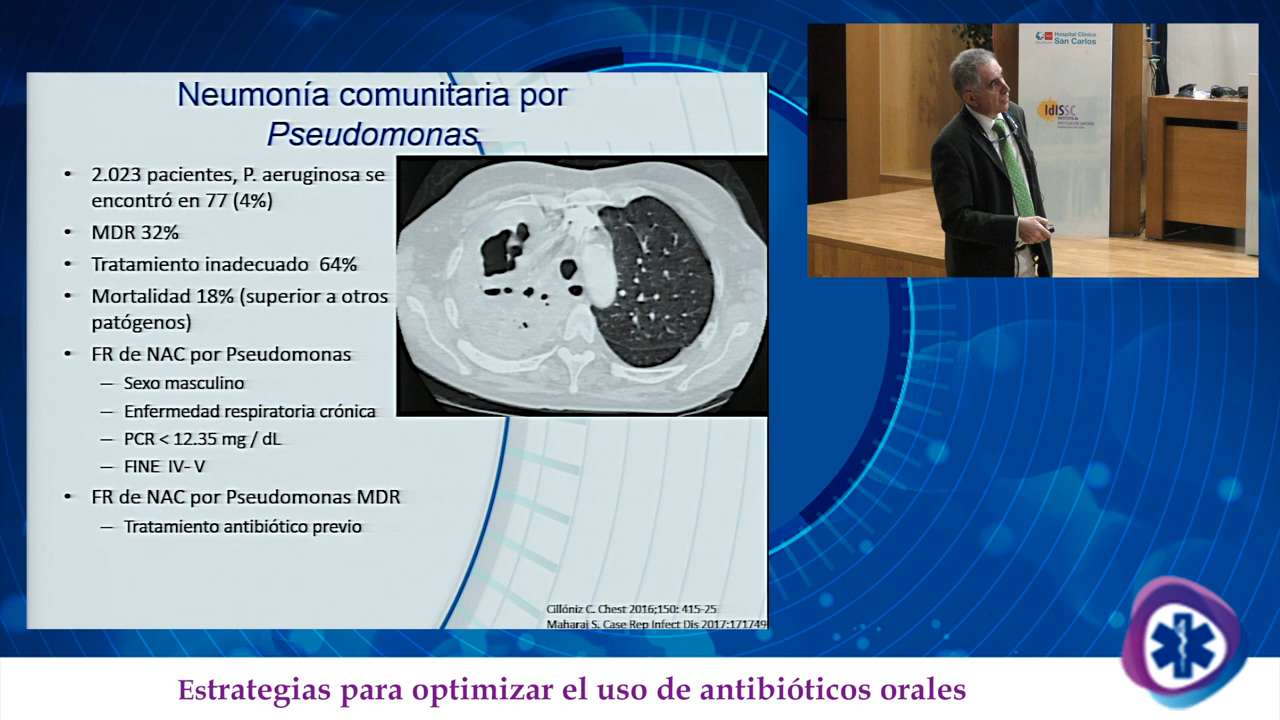 Neumonía comunitaria por
Pseudomonas
• 2.023 pacientes, P. aeruginosa se
encontró en 77 (4%)
• MDR 32%
• Tratamiento inadecuado 64%
• Mortalidad 18% (superior a otros
patógenos)
• FR de NAC por Pseudomonas
– Sexo masculino
– Enfermedad respiratoria crónica
– PCR < 12.35 mg / dL
– FINE IV- V
• FR de NAC por Pseudomonas MDR
– Tratamiento antibiótico previo
Cillóniz C. Chest 2016;150: 415-25
Maharaj S. Case Rep Infect Dis 2017:171749
Hospital Clínico
San Carlos
IdISSC
Estrategias para optimizar el uso de antibióticos orales